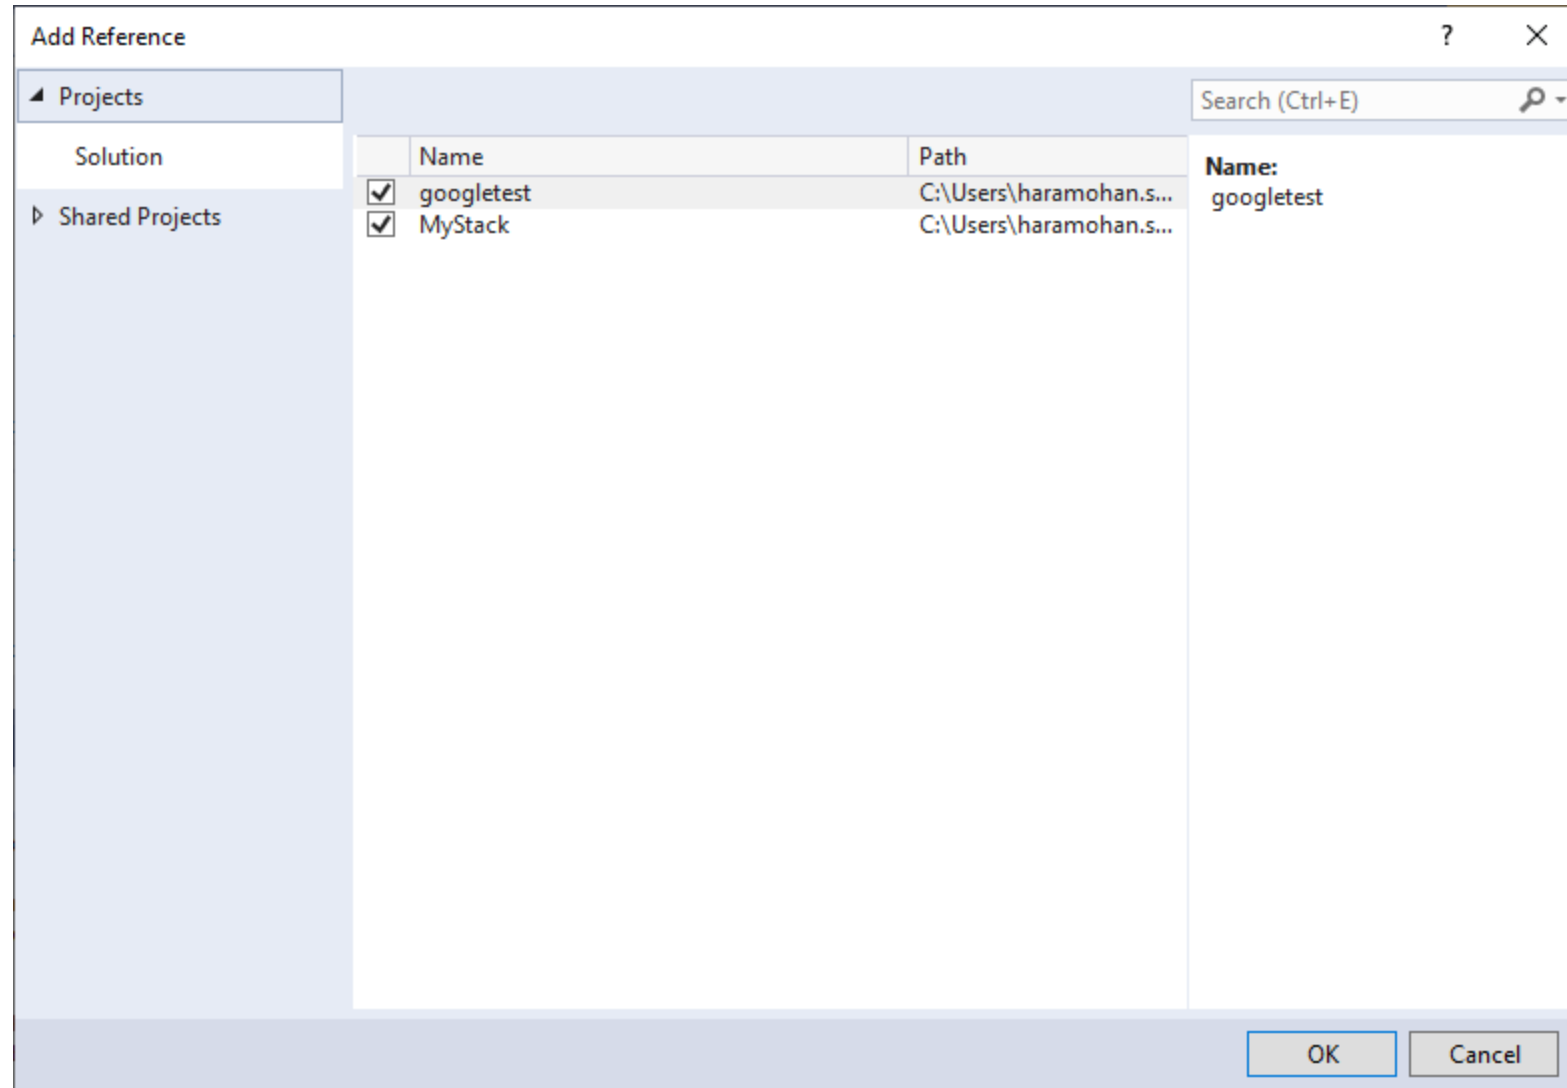 Add Reference ?
Projects
Search (Ctrl+E)
Solution
Shared Projects
Name Path
googletest C:\Users\haramohan.s...
MyStack C:\Users\haramohan.s...
Name:
googletest
OK Cancel